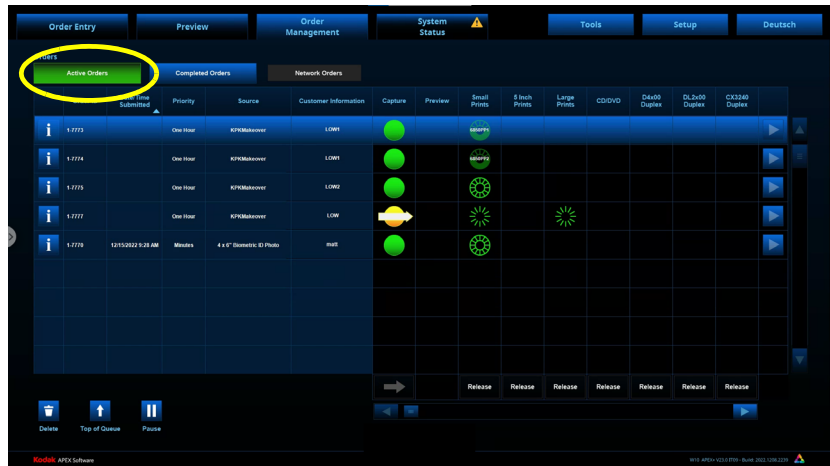 Order Entry
Preview
Order
Management
System
Status
Tools
Setup
Deutsch
Active Orders
Completed Orders
Network Orders
Submitted
Priority
Source
Customer Information
Capture
Preview
Small
Prints
5 Inch
Prints
Large
Prints
CD/DVD
D4x00
Duplex
DL2x00
Duplex
CX3240
Duplex
1-7773 One Hour KPKMakeover LOW1
1-7774 One Hour KPKMakeover LOW1
1-7775 One Hour KPKMakeover LOW2
1-7777 One Hour KPKMakeover LOW
1-7770 12/15/2022 9:28 AM Minutes 4 x 6" Biometric ID Photo matt
Release Release Release Release Release Release Release
Delete Top of Queue Pause
Kodak APEX Software